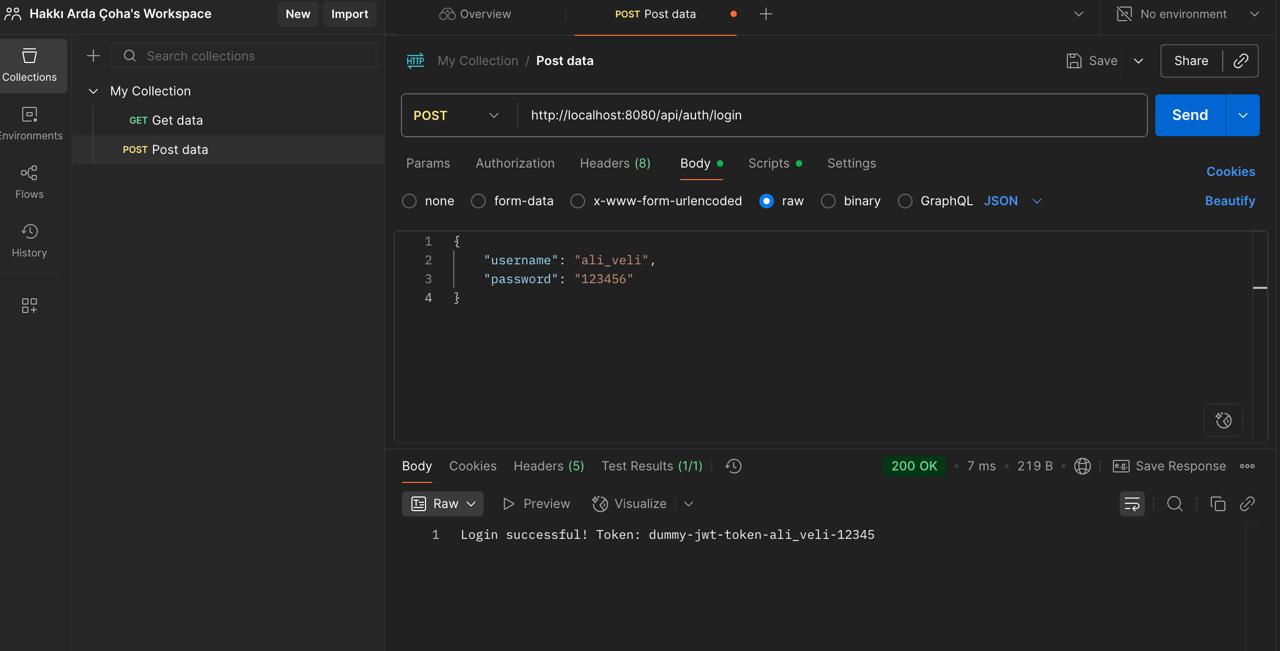 Hakkı Arda Çoha's Workspace New Import
Overview POST Post data No environment
Collections
Search collections
My Collection
GET Get data
POST Post data
Environments
Flows
History
My Collection / Post data Save Share
POST http://localhost:8080/api/auth/login Send
Params Authorization Headers (8) Body Scripts Settings Cookies
none form-data x-www-form-urlencoded raw binary GraphQL JSON Beautify
1 {
2 "username": "ali_veli",
3 "password": "123456"
4 }
Body Cookies Headers (5) Test Results (1/1) 200 OK • 7 ms • 219 B e.g. Save Response
Raw Preview Visualize
1 Login successful! Token: dummy-jwt-token-ali_veli-12345